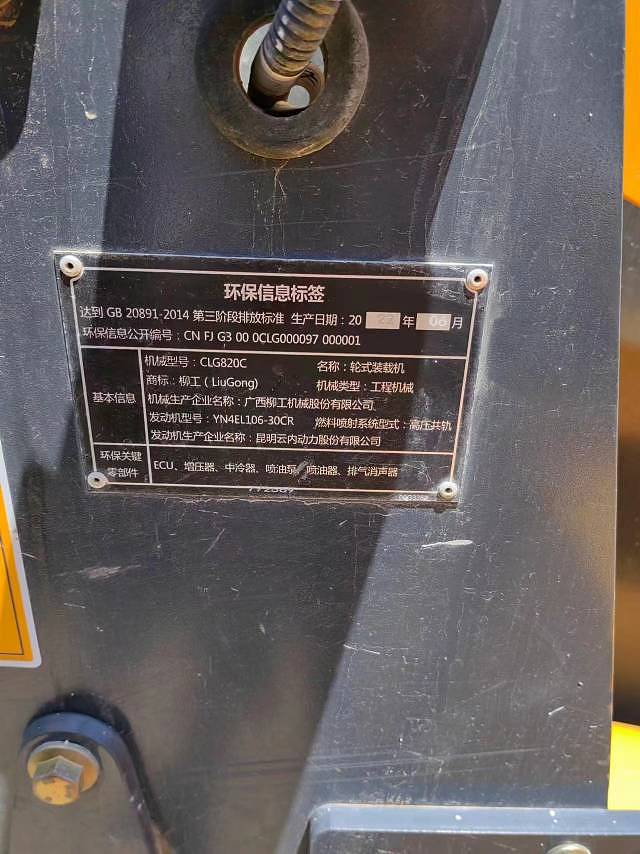 环保信息标签
达到 GB 20891-2014 第三阶段排放标准 生产日期：20 22 年 06 月
环保信息公开编号：CN FJ G3 00 0CLG000097 000001
基本信息
机械型号：CLG820C 名称：轮式装载机
商标：柳工（LiuGong） 机械类型：工程机械
机械生产企业名称：广西柳工机械股份有限公司
发动机型号：YN4EL106-30CR 燃料喷射系统型式：高压共轨
发动机生产企业名称：昆明云内动力股份有限公司
环保关键
零部件
ECU、增压器、中冷器、喷油泵、喷油器、排气消声器